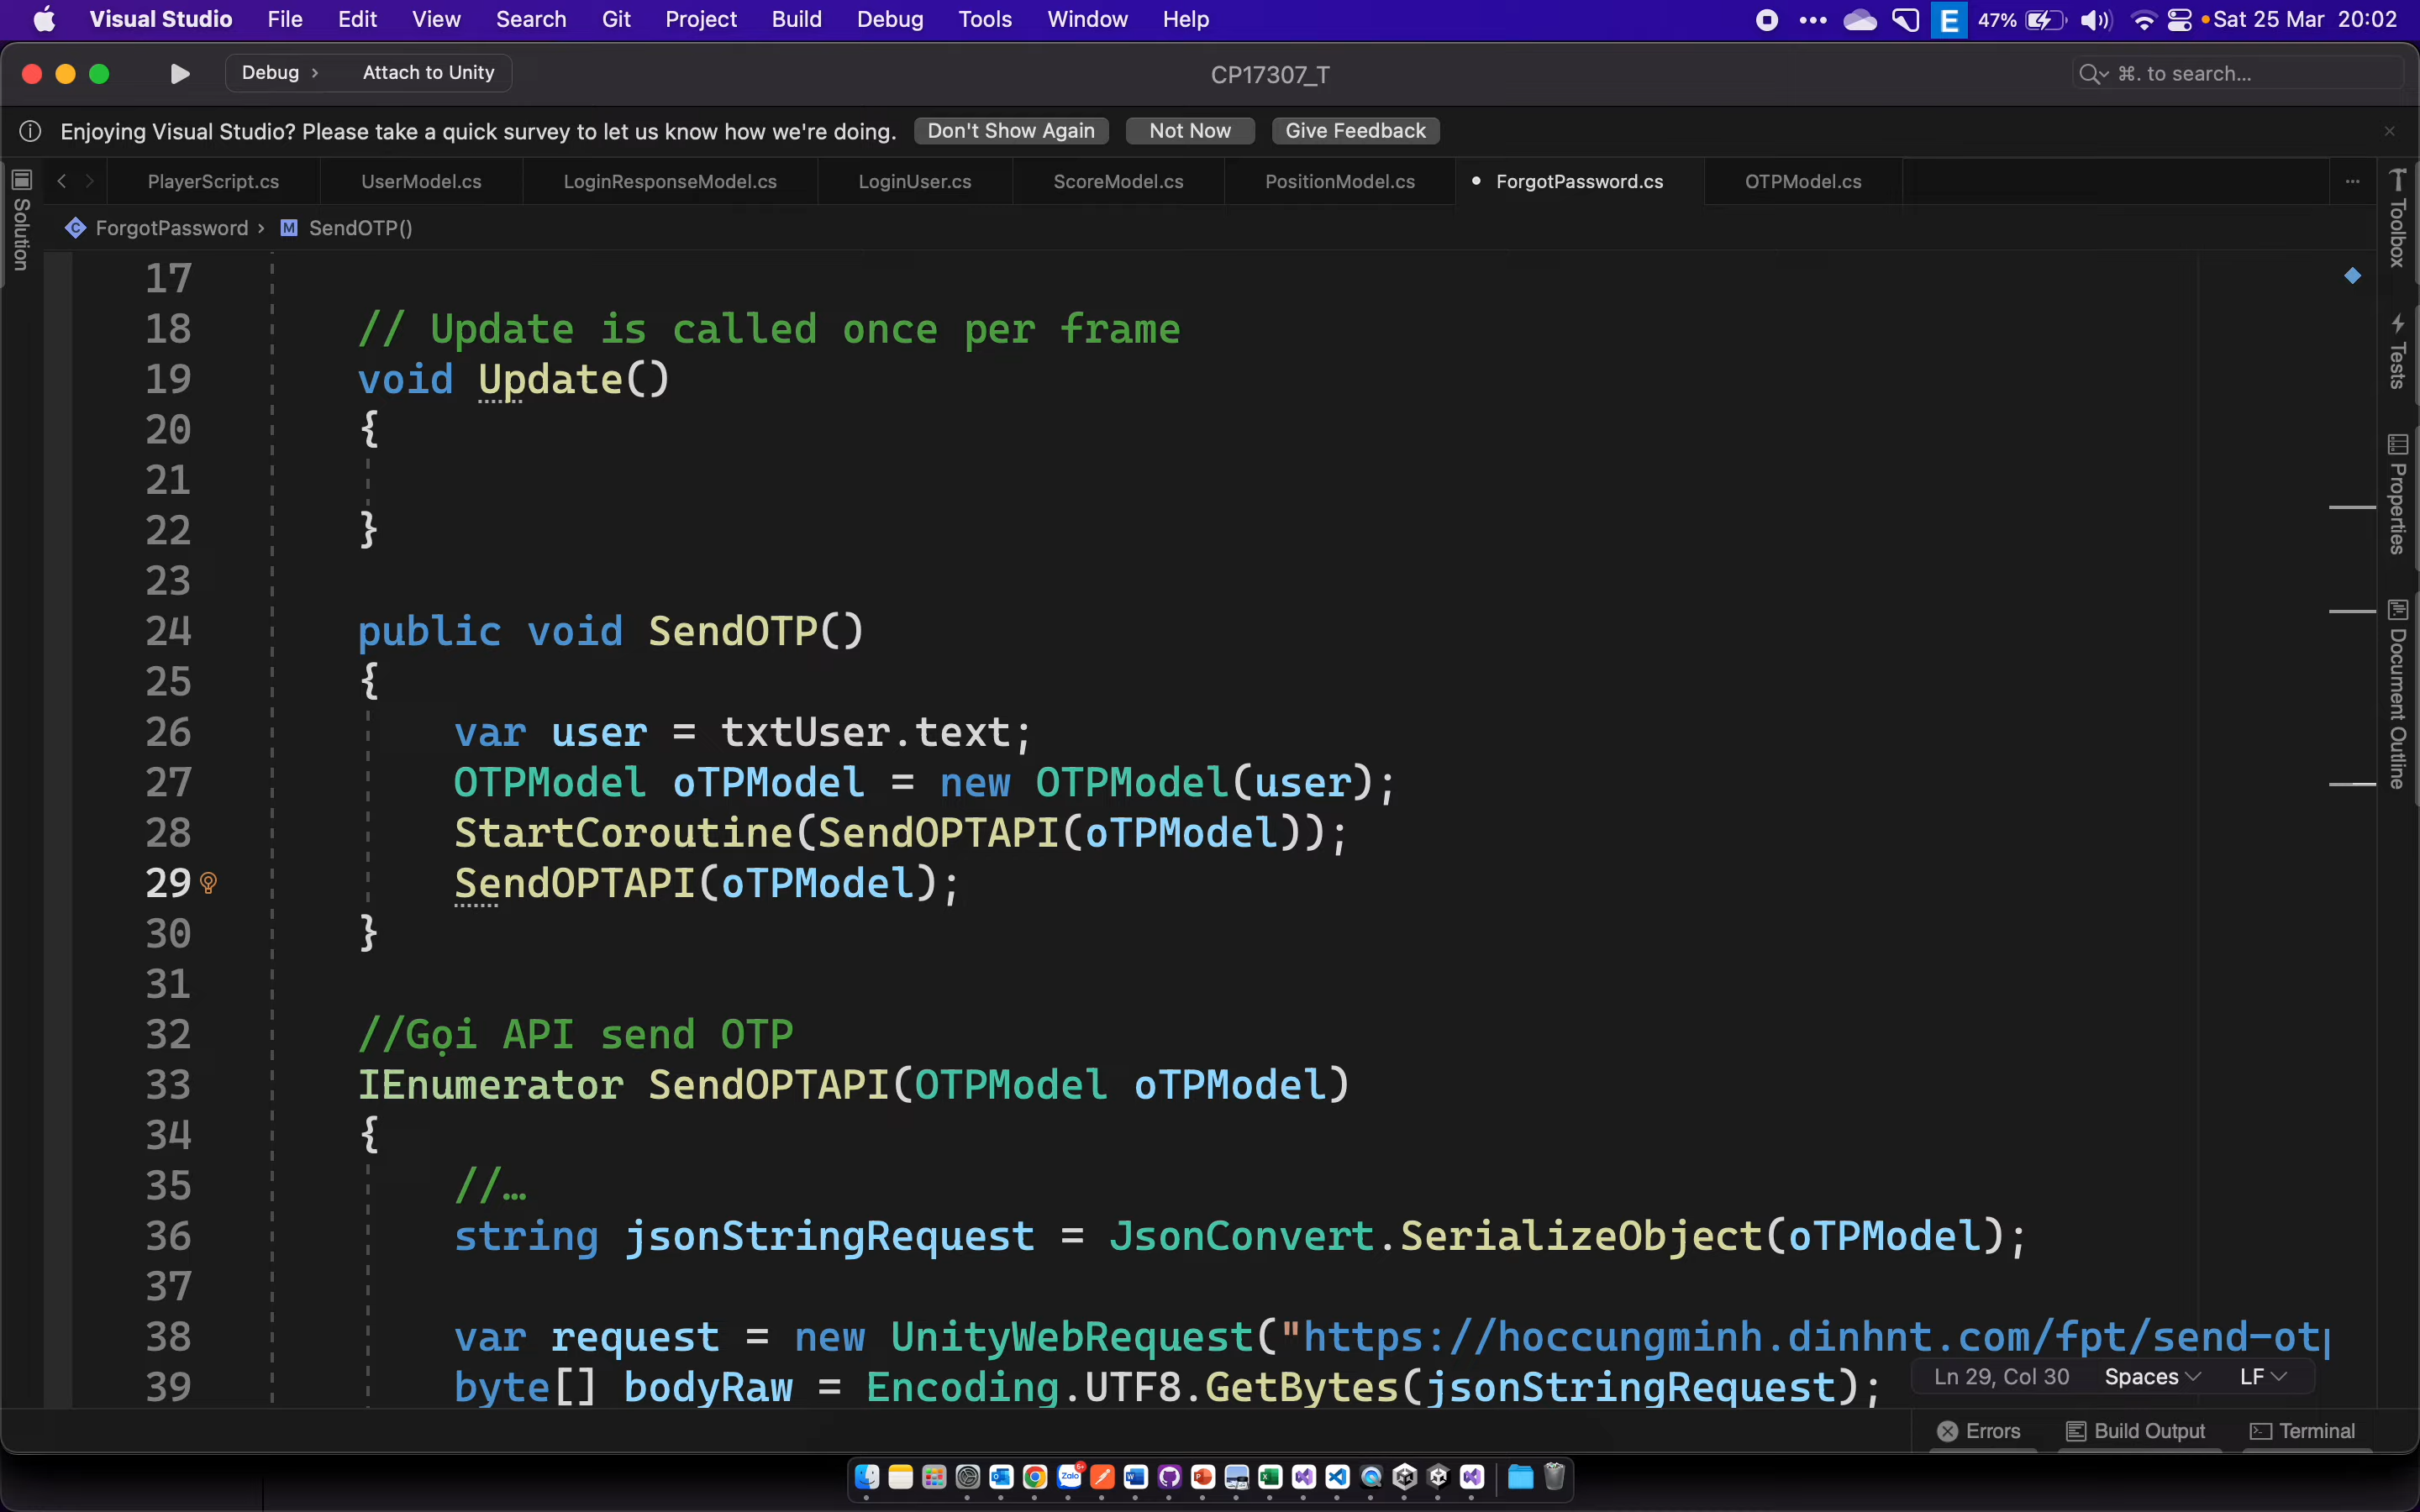 Visual Studio File Edit View Search Git Project Build Debug Tools Window Help E 47% Sat 25 Mar 20:02
Debug › Attach to Unity CP17307_T ⌘. to search...
Enjoying Visual Studio? Please take a quick survey to let us know how we're doing. Don't Show Again Not Now Give Feedback
Solution
PlayerScript.cs UserModel.cs LoginResponseModel.cs LoginUser.cs ScoreModel.cs PositionModel.cs ForgotPassword.cs OTPModel.cs
ForgotPassword › M SendOTP()
17
18 // Update is called once per frame
19 void Update()
20 {
21
22 }
23
24 public void SendOTP()
25 {
26 var user = txtUser.text;
27 OTPModel oTPModel = new OTPModel(user);
28 StartCoroutine(SendOPTAPI(oTPModel));
29 SendOPTAPI(oTPModel);
30 }
31
32 //Gọi API send OTP
33 IEnumerator SendOPTAPI(OTPModel oTPModel)
34 {
35 //…
36 string jsonStringRequest = JsonConvert.SerializeObject(oTPModel);
37
38 var request = new UnityWebRequest("https://hoccungminh.dinhnt.com/fpt/send-otp
39 byte[] bodyRaw = Encoding.UTF8.GetBytes(jsonStringRequest);
Ln 29, Col 30 Spaces LF
Toolbox
Tests
Properties
Document Outline
Errors Build Output Terminal
Zalo 5+